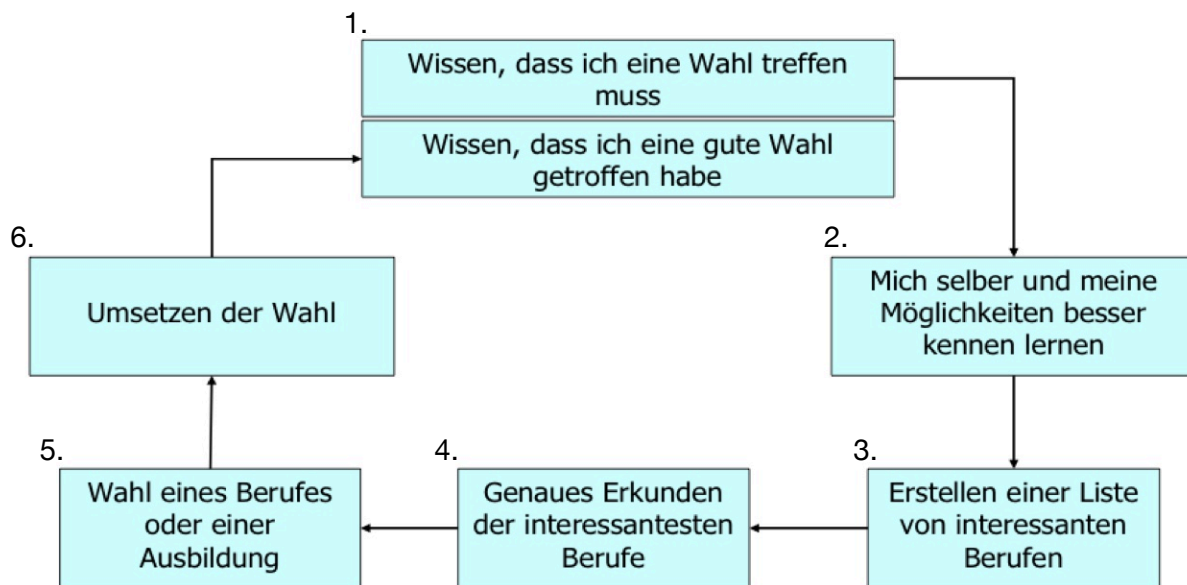 1.
Wissen, dass ich eine Wahl treffen
muss
Wissen, dass ich eine gute Wahl
getroffen habe
2.
Mich selber und meine
Möglichkeiten besser
kennen lernen
3.
Erstellen einer Liste
von interessanten
Berufen
4.
Genaues Erkunden
der interessantesten
Berufe
5.
Wahl eines Berufes
oder einer
Ausbildung
6.
Umsetzen der Wahl